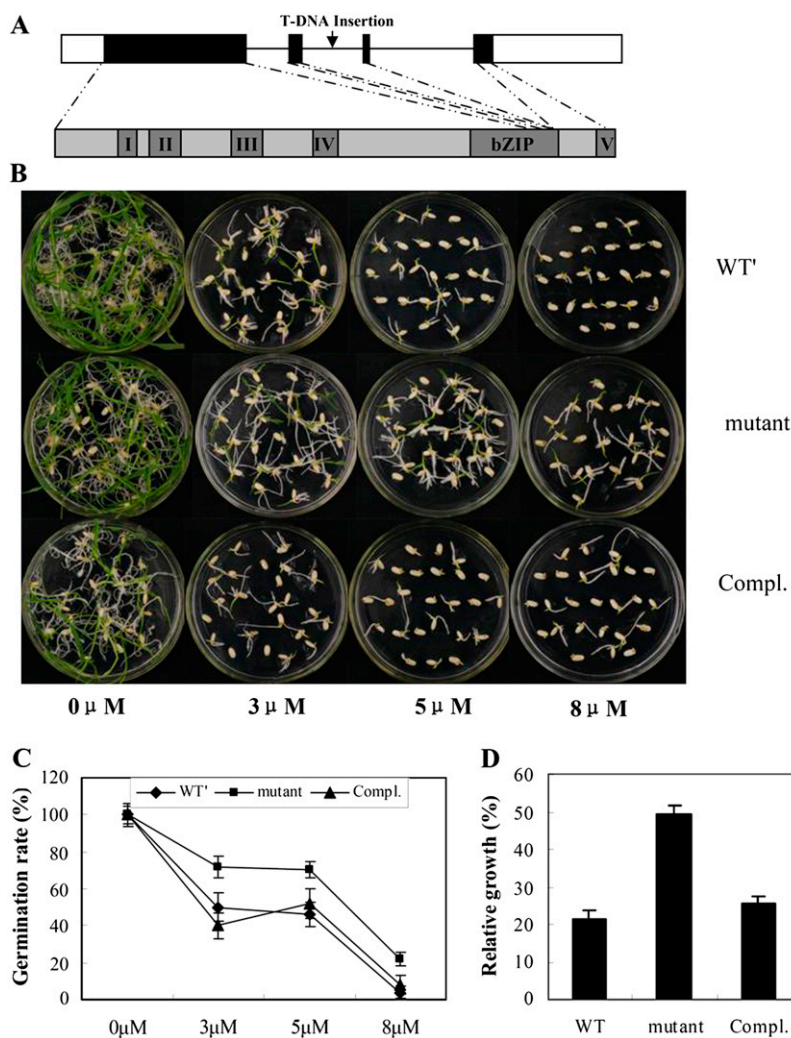 A
T-DNA Insertion
I II III IV bZIP V
B
WT'
mutant
Compl.
0 μ M 3 μ M 5 μ M 8 μ M
C
WT' mutant Compl.
Germination rate (%)
120
100
80
60
40
20
0
0μM 3μM 5μM 8μM
D
Relative growth (%)
60
50
40
30
20
10
0
WT mutant Compl.